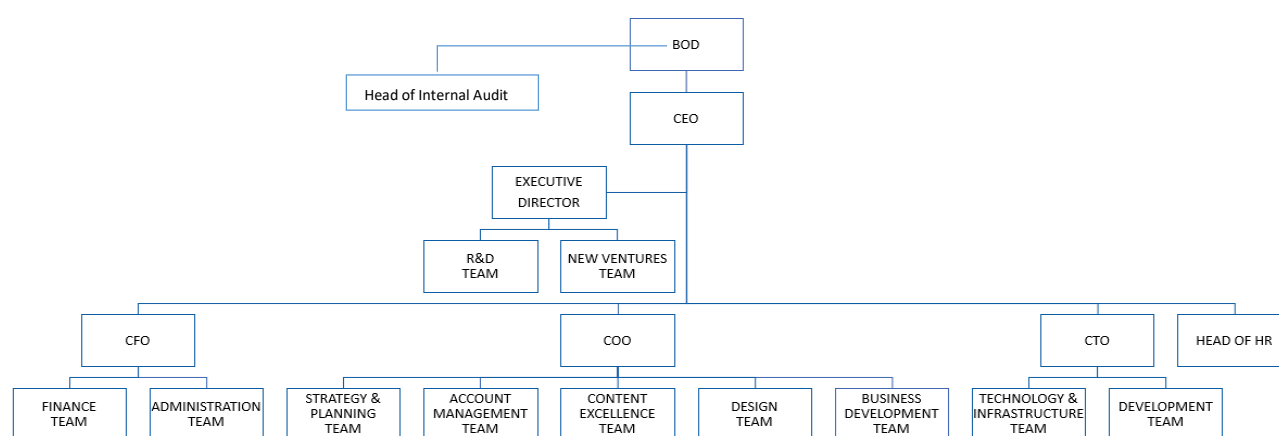 BOD
Head of Internal Audit
CEO
EXECUTIVE
DIRECTOR
R&D
TEAM
NEW VENTURES
TEAM
CFO
COO
CTO
HEAD OF HR
FINANCE
TEAM
ADMINISTRATION
TEAM
STRATEGY &
PLANNING
TEAM
ACCOUNT
MANAGEMENT
TEAM
CONTENT
EXCELLENCE
TEAM
DESIGN
TEAM
BUSINESS
DEVELOPMENT
TEAM
TECHNOLOGY &
INFRASTRUCTURE
TEAM
DEVELOPMENT
TEAM